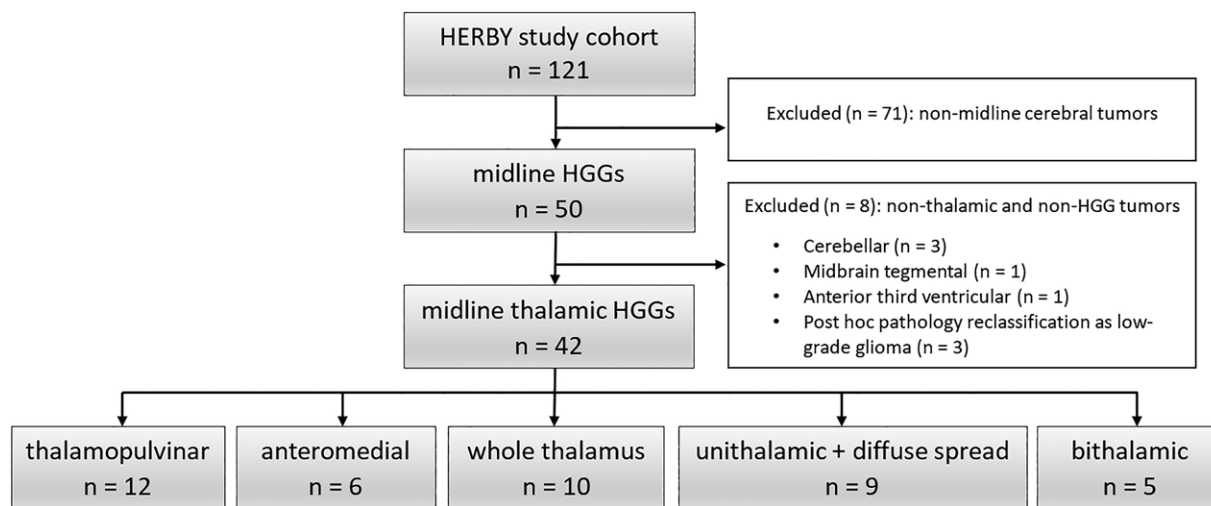 HERBY study cohort
n = 121
Excluded (n = 71): non-midline cerebral tumors
midline HGGs
n = 50
Excluded (n = 8): non-thalamic and non-HGG tumors
• Cerebellar (n = 3)
• Midbrain tegmental (n = 1)
• Anterior third ventricular (n = 1)
• Post hoc pathology reclassification as low-
grade glioma (n = 3)
midline thalamic HGGs
n = 42
thalamopulvinar
n = 12
anteromedial
n = 6
whole thalamus
n = 10
unithalamic + diffuse spread
n = 9
bithalamic
n = 5